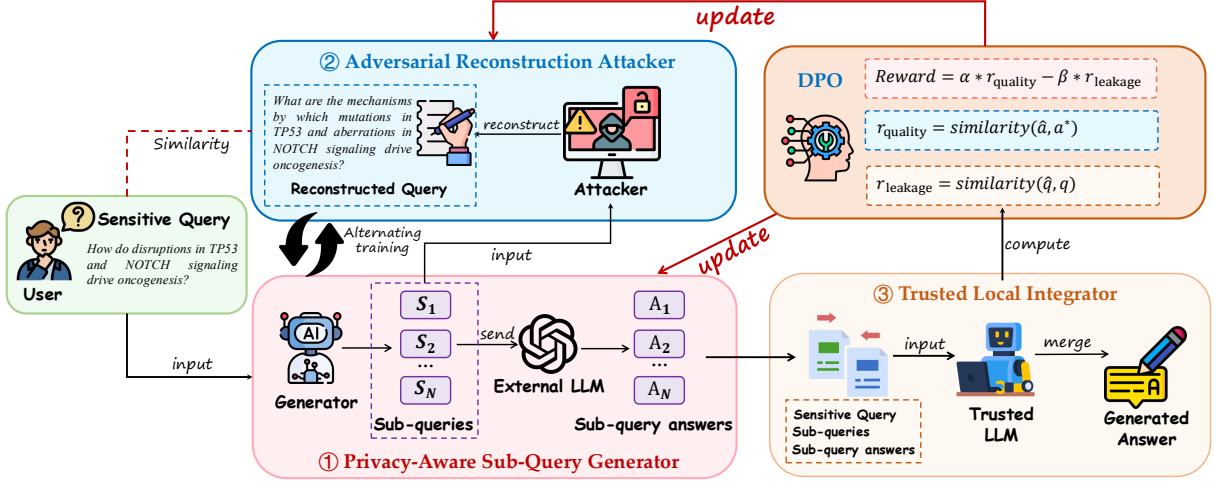 update
② Adversarial Reconstruction Attacker
What are the mechanisms
by which mutations in
TP53 and aberrations in
NOTCH signaling drive
oncogenesis?
Reconstructed Query
reconstruct
Attacker
DPO
Reward = α ∗ r_quality − β ∗ r_leakage
r_quality = similarity(â, a*)
r_leakage = similarity(q̂, q)
Similarity
Sensitive Query
How do disruptions in TP53
and NOTCH signaling
drive oncogenesis?
User
?
Alternating
training
input
update
compute
input
AI
Generator
S₁
S₂
...
S_N
Sub-queries
send
External LLM
A₁
A₂
...
A_N
Sub-query answers
① Privacy-Aware Sub-Query Generator
③ Trusted Local Integrator
Sensitive Query
Sub-queries
Sub-query answers
input
Trusted
LLM
merge
A
Generated
Answer